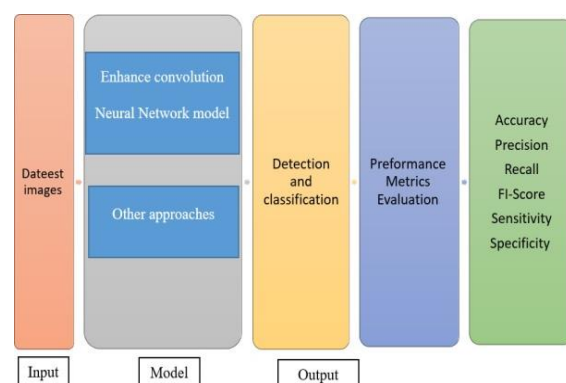 Dateest
images
Enhance convolution
Neural Network model
Other approaches
Detection
and
classification
Preformance
Metrics
Evaluation
Accuracy
Precision
Recall
FI-Score
Sensitivity
Specificity
Input
Model
Output